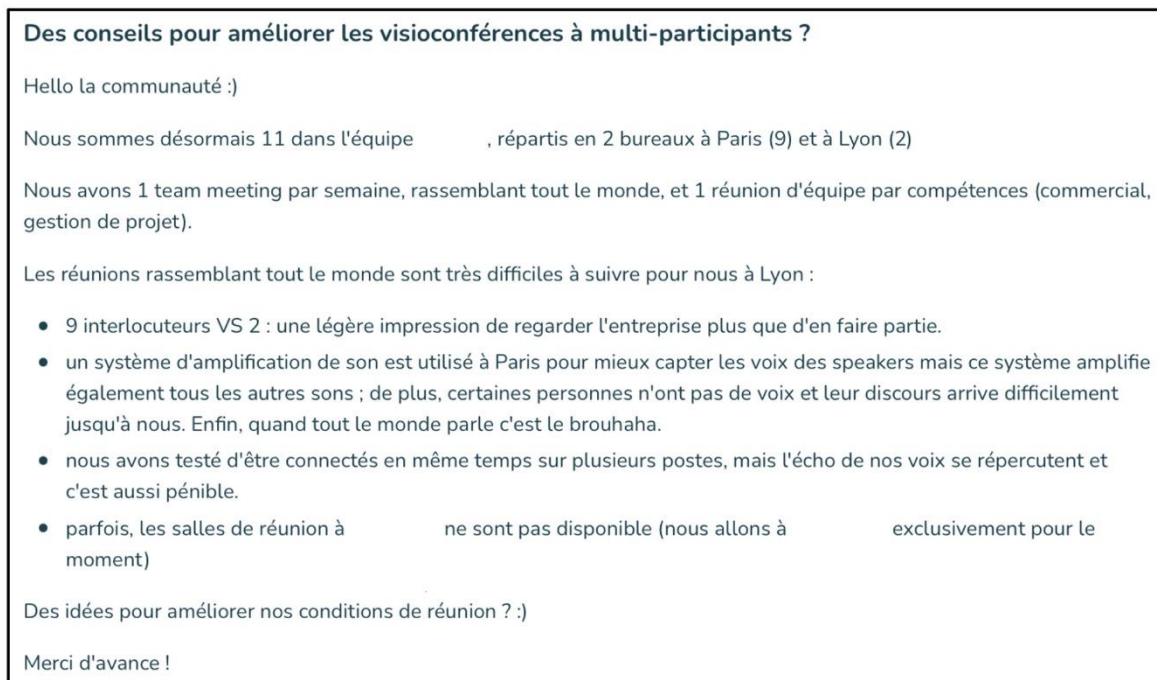 Des conseils pour améliorer les visioconférences à multi-participants ?
Hello la communauté :)
Nous sommes désormais 11 dans l'équipe , répartis en 2 bureaux à Paris (9) et à Lyon (2)
Nous avons 1 team meeting par semaine, rassemblant tout le monde, et 1 réunion d'équipe par compétences (commercial,
gestion de projet).
Les réunions rassemblant tout le monde sont très difficiles à suivre pour nous à Lyon :
• 9 interlocuteurs VS 2 : une légère impression de regarder l'entreprise plus que d'en faire partie.
• un système d'amplification de son est utilisé à Paris pour mieux capter les voix des speakers mais ce système amplifie
également tous les autres sons ; de plus, certaines personnes n'ont pas de voix et leur discours arrive difficilement
jusqu'à nous. Enfin, quand tout le monde parle c'est le brouhaha.
• nous avons testé d'être connectés en même temps sur plusieurs postes, mais l'écho de nos voix se répercutent et
c'est aussi pénible.
• parfois, les salles de réunion à ne sont pas disponible (nous allons à exclusivement pour le
moment)
Des idées pour améliorer nos conditions de réunion ? :)
Merci d'avance !